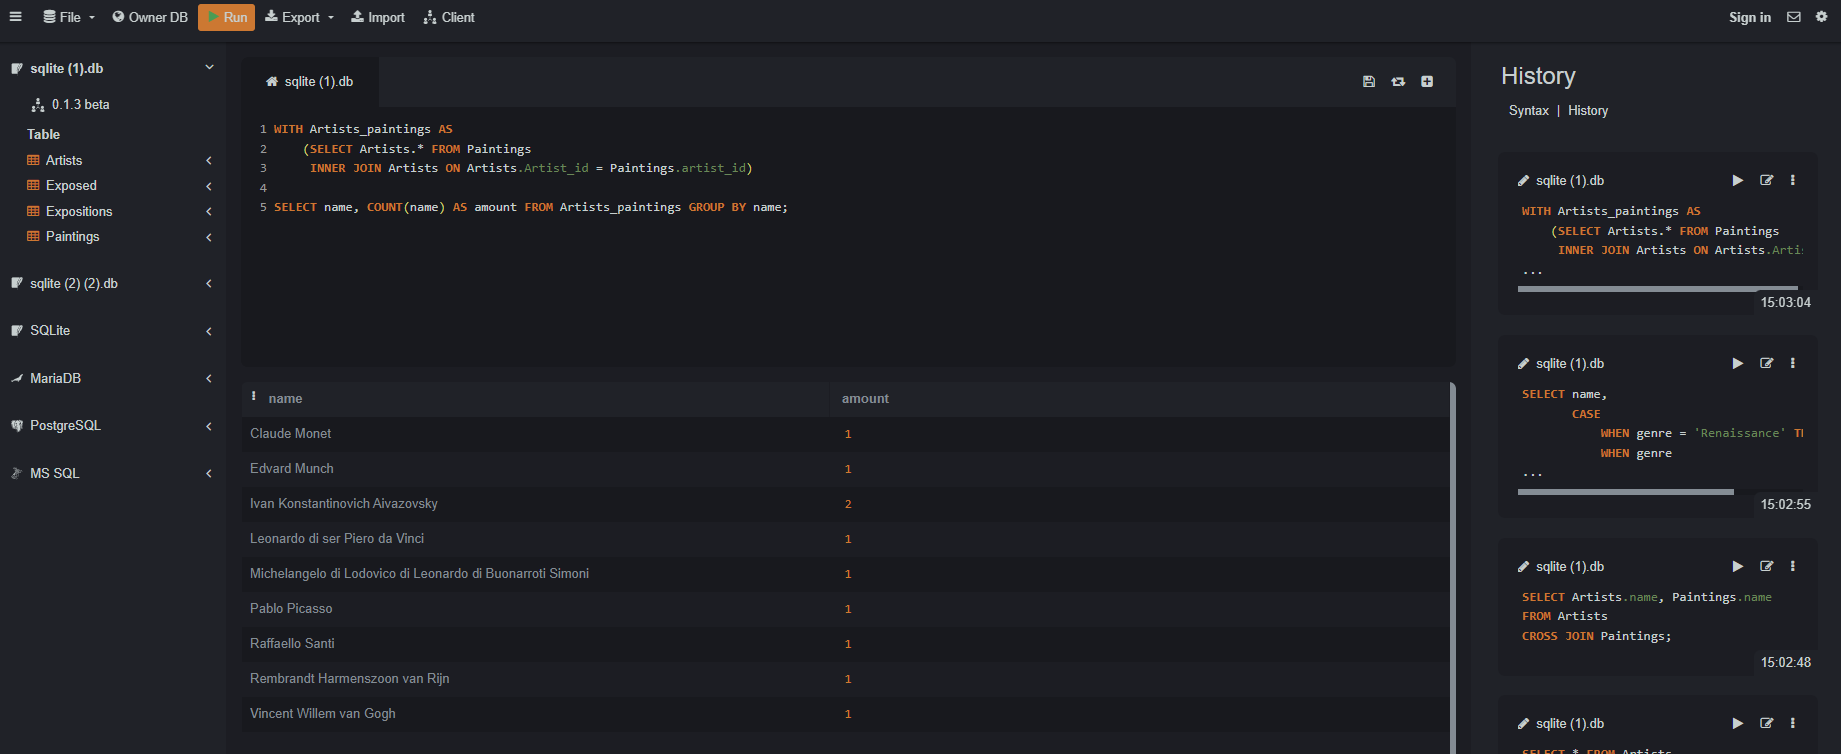 File Owner DB Run Export Import Client Sign in
sqlite (1).db
0.1.3 beta
Table
Artists
Exposed
Expositions
Paintings
sqlite (2) (2).db
SQLite
MariaDB
PostgreSQL
MS SQL
sqlite (1).db
1 WITH Artists_paintings AS
2 (SELECT Artists.* FROM Paintings
3 INNER JOIN Artists ON Artists.Artist_id = Paintings.artist_id)
4
5 SELECT name, COUNT(name) AS amount FROM Artists_paintings GROUP BY name;
name amount
Claude Monet 1
Edvard Munch 1
Ivan Konstantinovich Aivazovsky 2
Leonardo di ser Piero da Vinci 1
Michelangelo di Lodovico di Leonardo di Buonarroti Simoni 1
Pablo Picasso 1
Raffaello Santi 1
Rembrandt Harmenszoon van Rijn 1
Vincent Willem van Gogh 1
History
Syntax | History
sqlite (1).db
WITH Artists_paintings AS
(SELECT Artists.* FROM Paintings
INNER JOIN Artists ON Artists.Artis
...
15:03:04
sqlite (1).db
SELECT name,
CASE
WHEN genre = 'Renaissance' T
WHEN genre
...
15:02:55
sqlite (1).db
SELECT Artists.name, Paintings.name
FROM Artists
CROSS JOIN Paintings;
15:02:48
sqlite (1).db
SELECT * FROM Artists